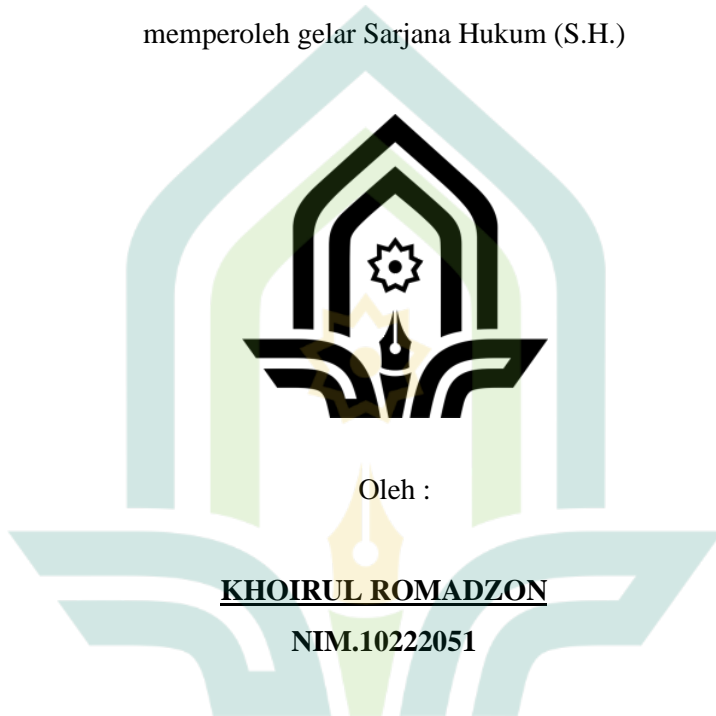 memperoleh gelar Sarjana Hukum (S.H.)
Oleh :
KHOIRUL ROMADZON
NIM.10222051